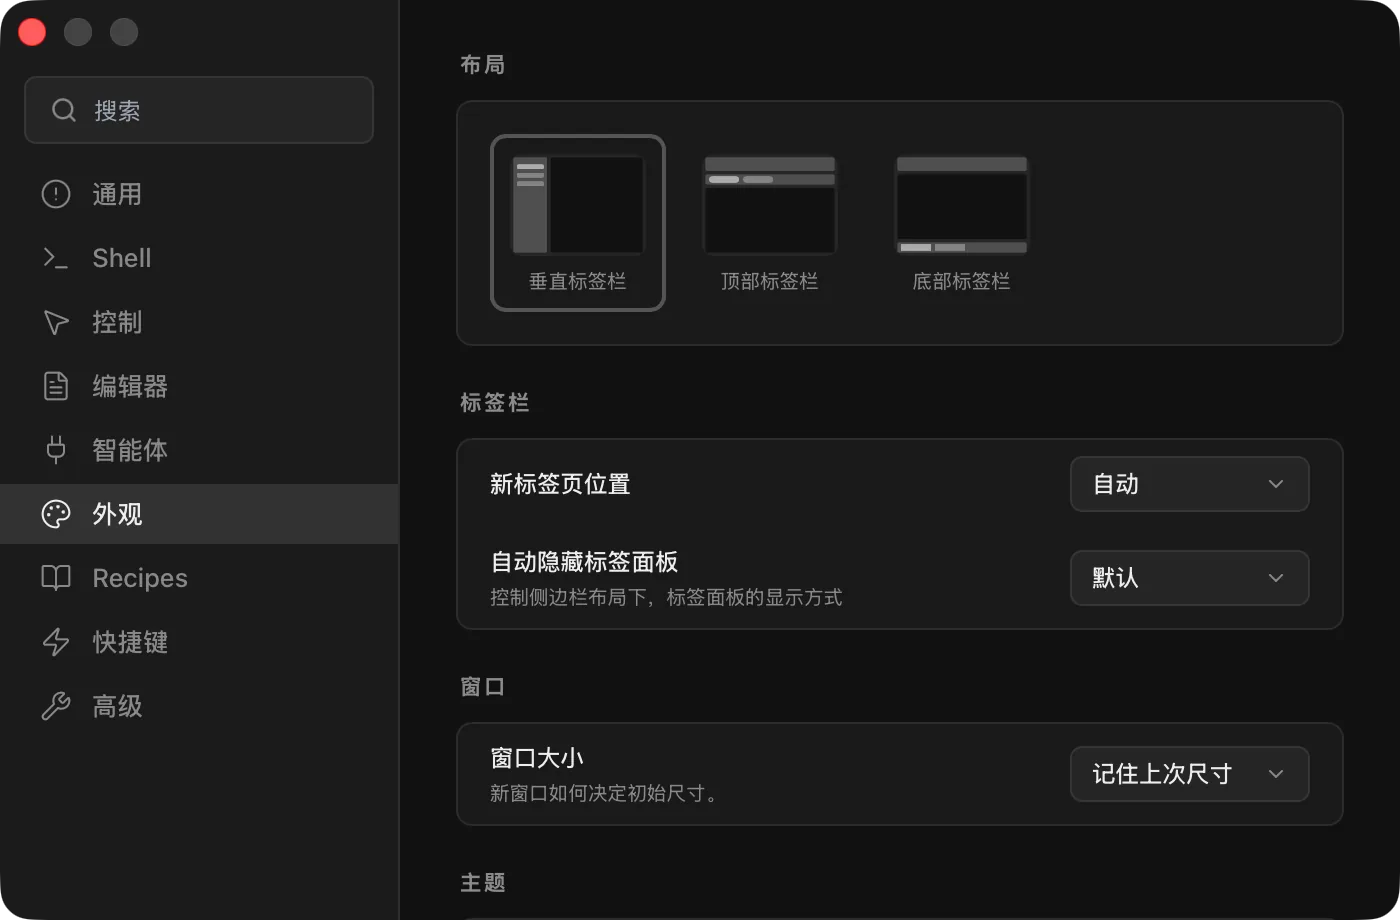 搜索
通用
Shell
控制
编辑器
智能体
外观
Recipes
快捷键
高级
布局
垂直标签栏
顶部标签栏
底部标签栏
标签栏
新标签页位置
自动
自动隐藏标签面板
控制侧边栏布局下，标签面板的显示方式
默认
窗口
窗口大小
新窗口如何决定初始尺寸。
记住上次尺寸
主题